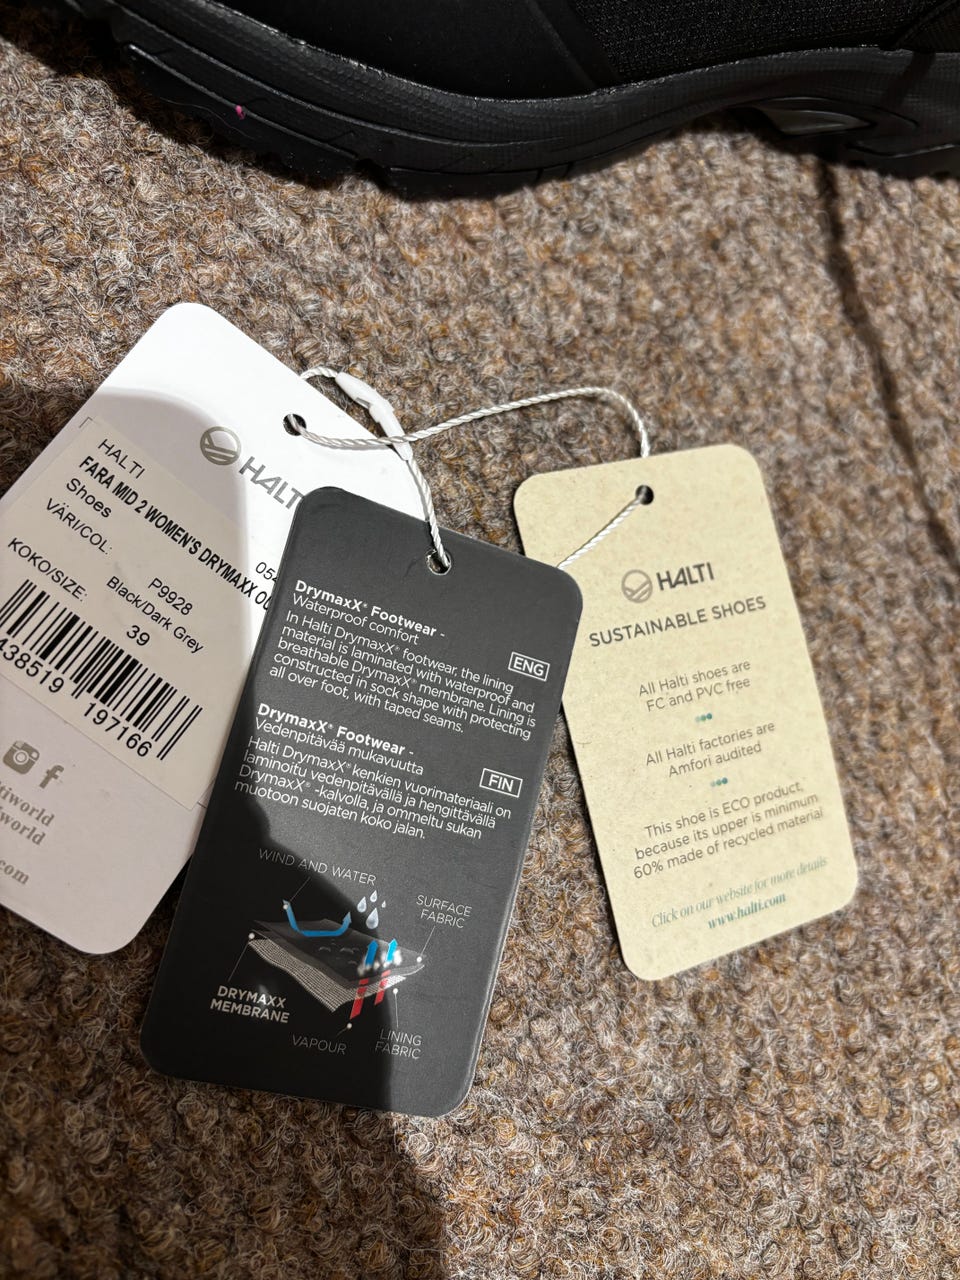 HALTI
HALTI
FARA MID 2 WOMEN'S DRYMAXX OU
Shoes
054
VÄRI/COL:
P9928
Black/Dark Grey
KOKO/SIZE:
39
438519 197166
tiworld
world
.com
DrymaxX® Footwear -
Waterproof comfort
ENG
In Halti DrymaxX® footwear, the lining
material is laminated with waterproof and
breathable DrymaxX® membrane. Lining is
constructed in sock shape with protecting
all over foot, with taped seams.
DrymaxX® Footwear -
Vedenpitävää mukavuutta
FIN
Halti DrymaxX® kenkien vuorimateriaali on
laminoitu vedenpitävällä ja hengittävällä
DrymaxX® -kalvolla, ja ommeltu sukan
muotoon suojaten koko jalan.
WIND AND WATER
SURFACE
FABRIC
DRYMAXX
MEMBRANE
VAPOUR
LINING
FABRIC
HALTI
SUSTAINABLE SHOES
All Halti shoes are
FC and PVC free
All Halti factories are
Amfori audited
This shoe is ECO product,
because its upper is minimum
60% made of recycled material
Click on our website for more details
www.halti.com